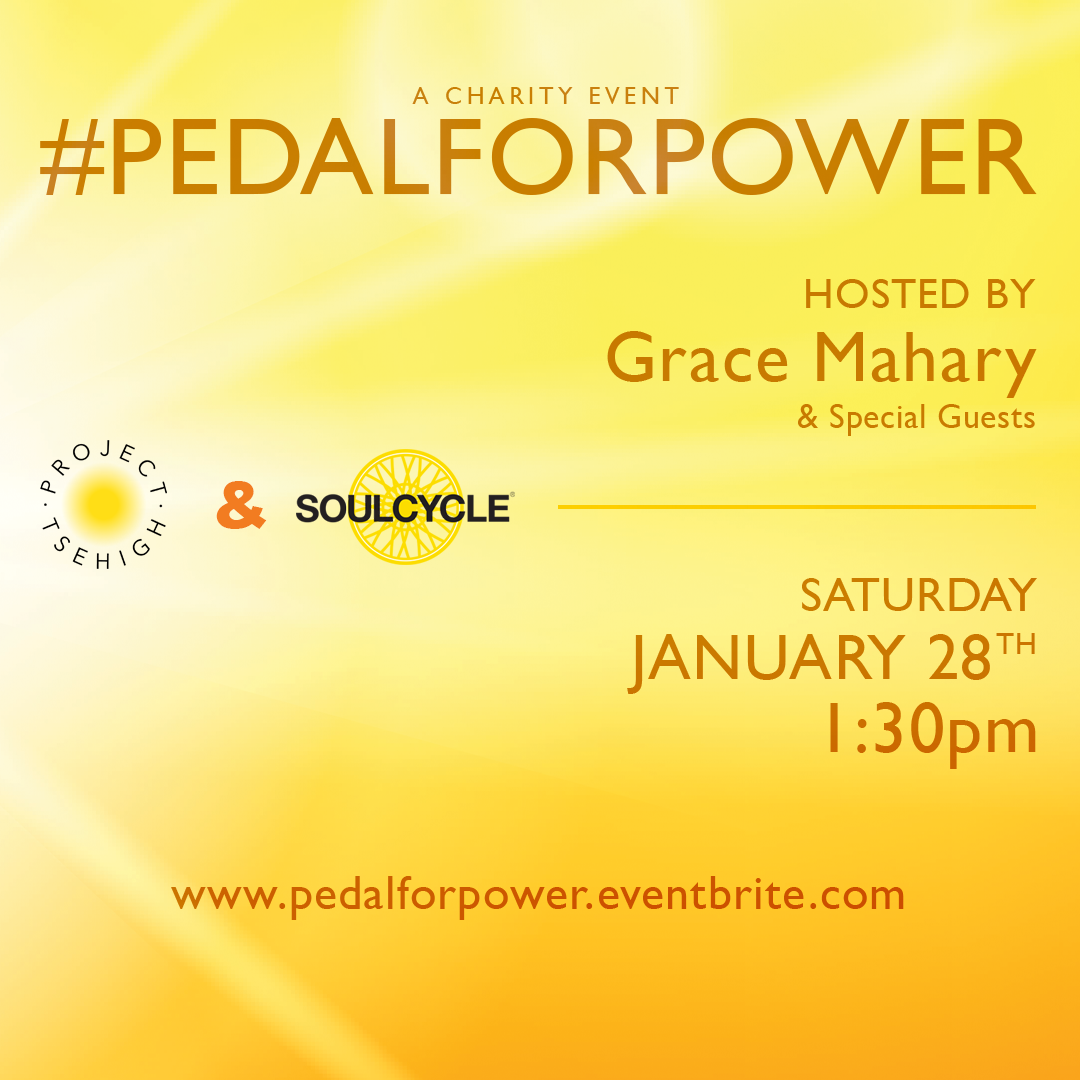 A CHARITY EVENT
#PEDALFORPOWER
HOSTED BY
Grace Mahary
& Special Guests
PROJECT · TSEHIGH ·
&
SOULCYCLE®
SATURDAY
JANUARY 28TH
1:30pm
www.pedalforpower.eventbrite.com